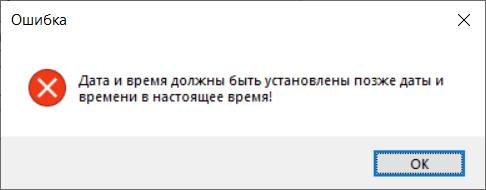 Ошибка
Дата и время должны быть установлены позже даты и
времени в настоящее время!
OK